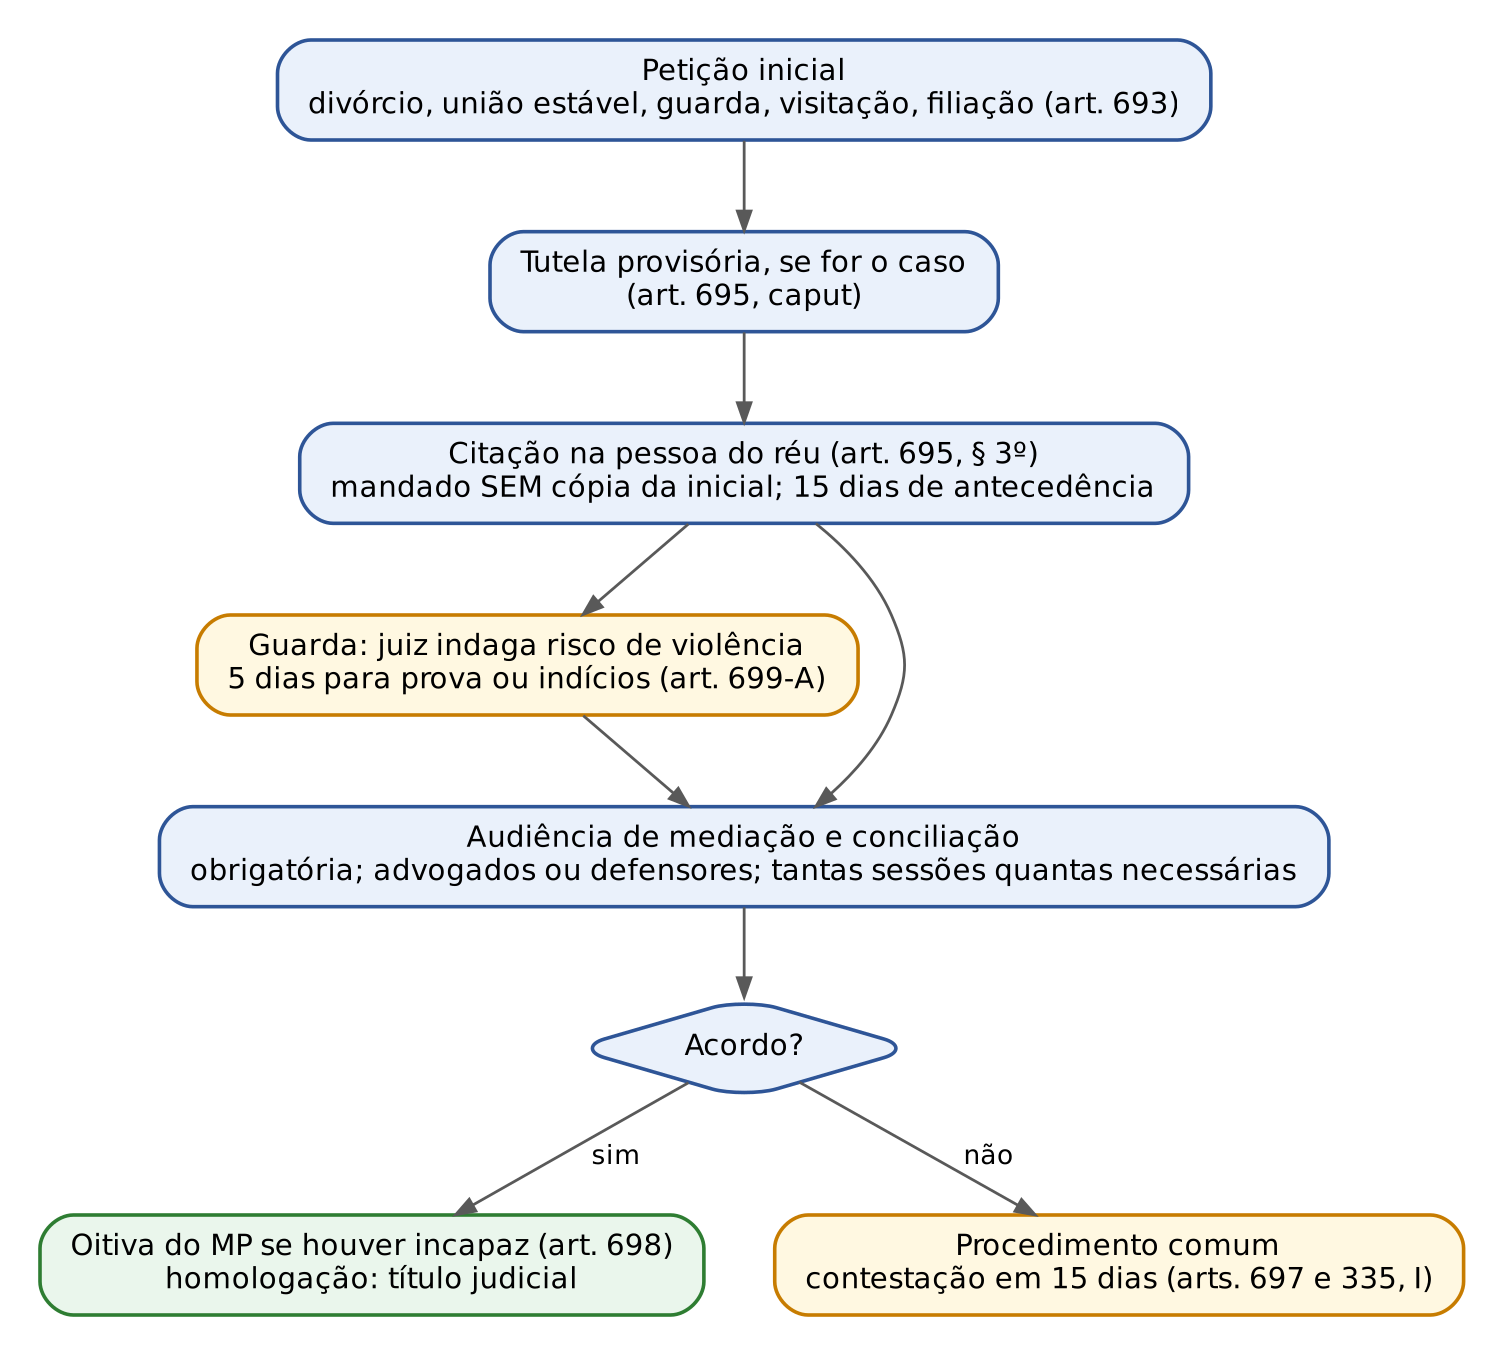 Petição inicial
divórcio, união estável, guarda, visitação, filiação (art. 693)
Tutela provisória, se for o caso
(art. 695, caput)
Citação na pessoa do réu (art. 695, § 3º)
mandado SEM cópia da inicial; 15 dias de antecedência
Guarda: juiz indaga risco de violência
5 dias para prova ou indícios (art. 699-A)
Audiência de mediação e conciliação
obrigatória; advogados ou defensores; tantas sessões quantas necessárias
Acordo?
sim
não
Oitiva do MP se houver incapaz (art. 698)
homologação: título judicial
Procedimento comum
contestação em 15 dias (arts. 697 e 335, I)